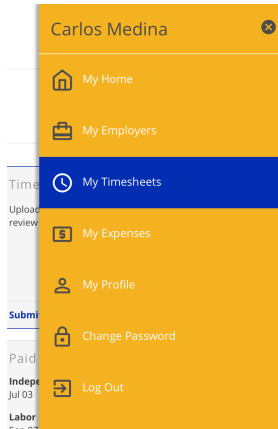 Carlos Medina
My Home
My Employers
My Timesheets
My Expenses
My Profile
Change Password
Log Out
Time
Upload
review
Submi
Paid
Indepe
Jul 03
Labor